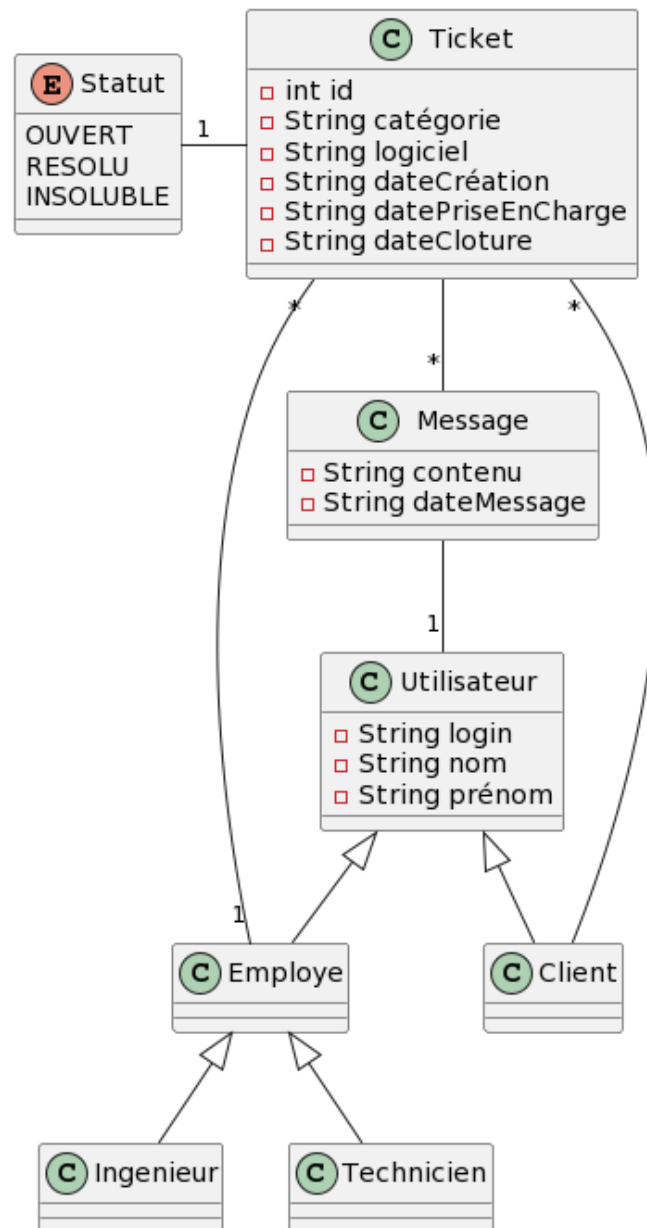 C Ticket
int id
String catégorie
String logiciel
String dateCréation
String datePriseEnCharge
String dateCloture
E Statut
OUVERT
RESOLU
INSOLUBLE
1
*
*
*
C Message
String contenu
String dateMessage
1
C Utilisateur
String login
String nom
String prénom
1
C Employe
C Client
C Ingenieur
C Technicien